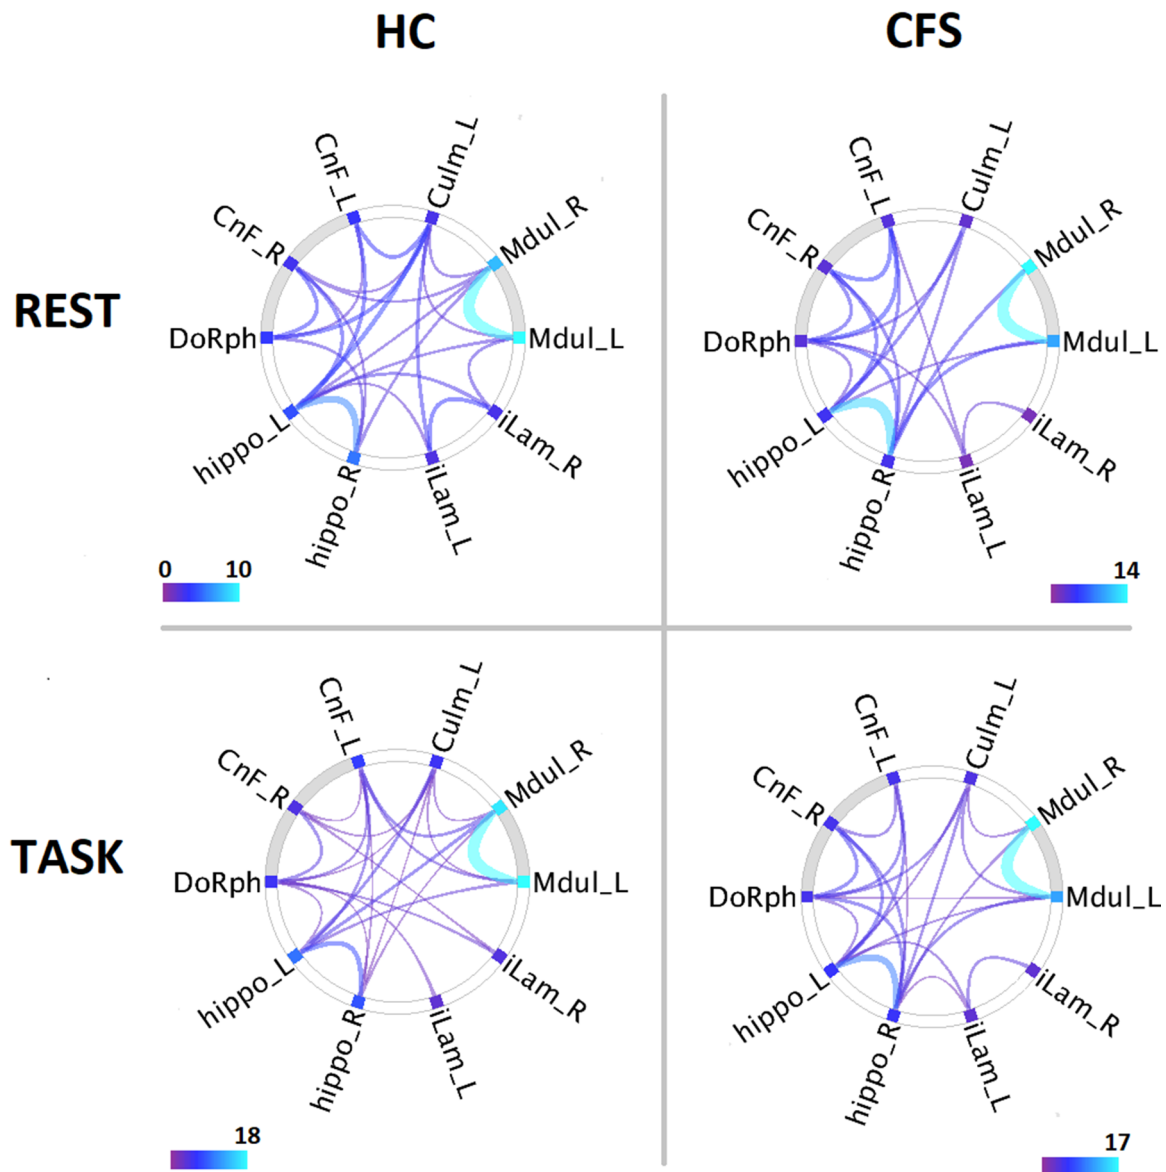 HC
CFS
REST
CnF_L
Culm_L
CnF_R
Mdul_R
DoRph
Mdul_L
hippo_L
iLam_R
hippo_R
iLam_L
0 10
CnF_L
Culm_L
CnF_R
Mdul_R
DoRph
Mdul_L
hippo_L
iLam_R
hippo_R
iLam_L
14
TASK
CnF_L
Culm_L
CnF_R
Mdul_R
DoRph
Mdul_L
hippo_L
iLam_R
hippo_R
iLam_L
18
CnF_L
Culm_L
CnF_R
Mdul_R
DoRph
Mdul_L
hippo_L
iLam_R
hippo_R
iLam_L
17